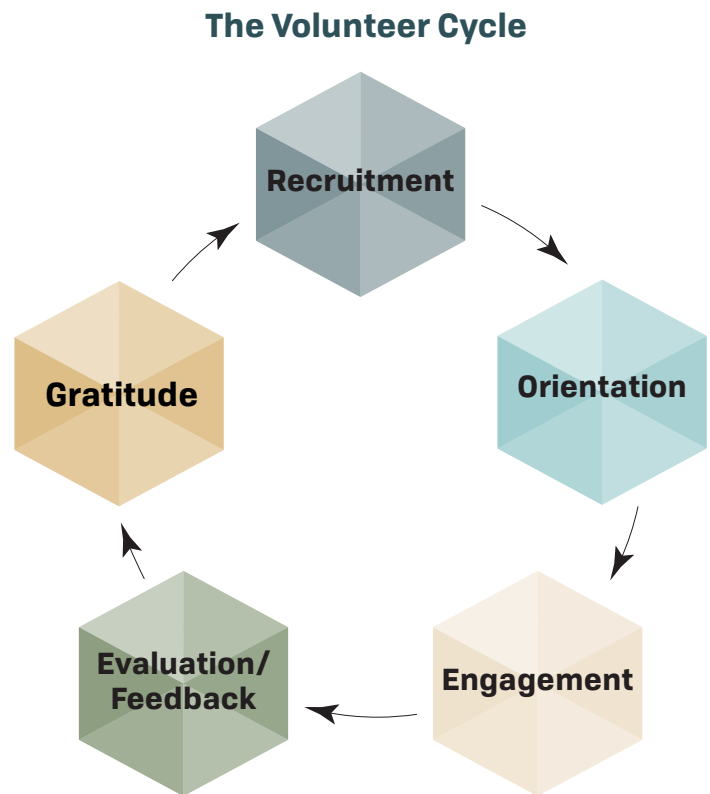 The Volunteer Cycle
Recruitment
Orientation
Engagement
Evaluation/
Feedback
Gratitude